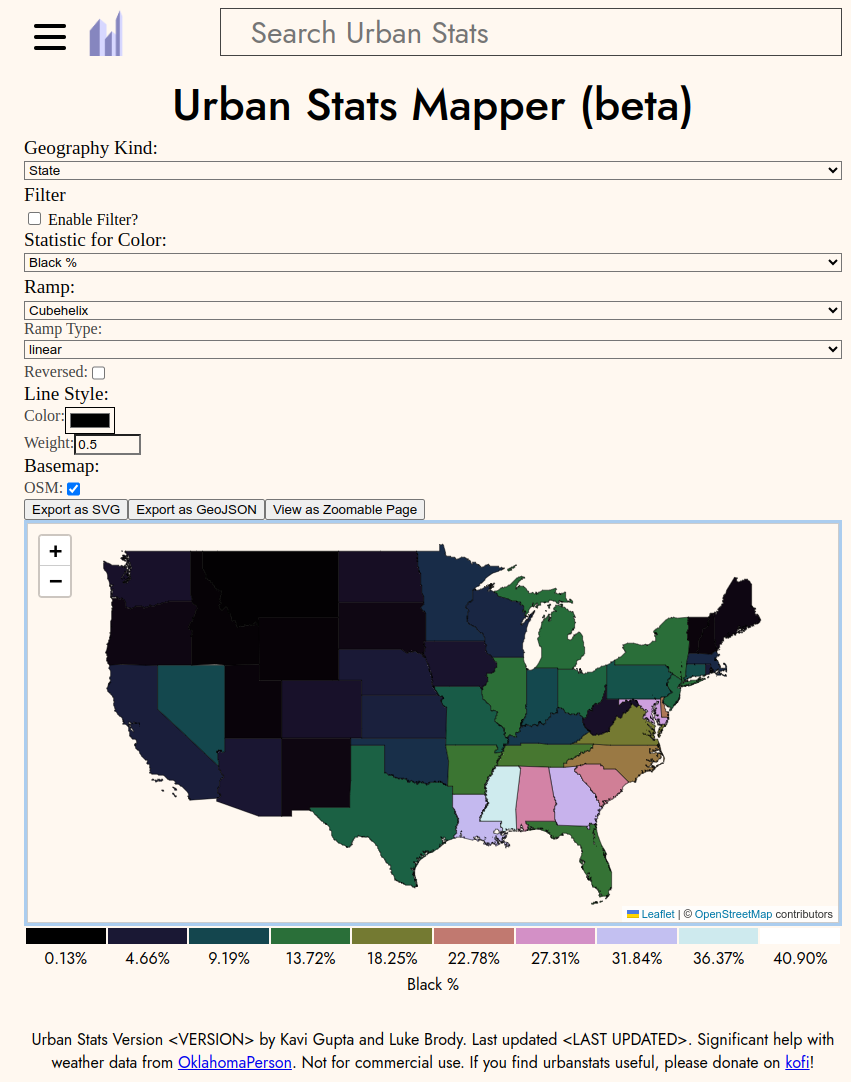 Search Urban Stats
Urban Stats Mapper (beta)
Geography Kind:
State
Filter
Enable Filter?
Statistic for Color:
Black %
Ramp:
Cubehelix
Ramp Type:
linear
Reversed:
Line Style:
Color:
Weight: 0.5
Basemap:
OSM:
Export as SVG Export as GeoJSON View as Zoomable Page
+
−
Leaflet | © OpenStreetMap contributors
0.13% 4.66% 9.19% 13.72% 18.25% 22.78% 27.31% 31.84% 36.37% 40.90%
Black %
Urban Stats Version <VERSION> by Kavi Gupta and Luke Brody. Last updated <LAST UPDATED>. Significant help with
weather data from OklahomaPerson. Not for commercial use. If you find urbanstats useful, please donate on kofi!